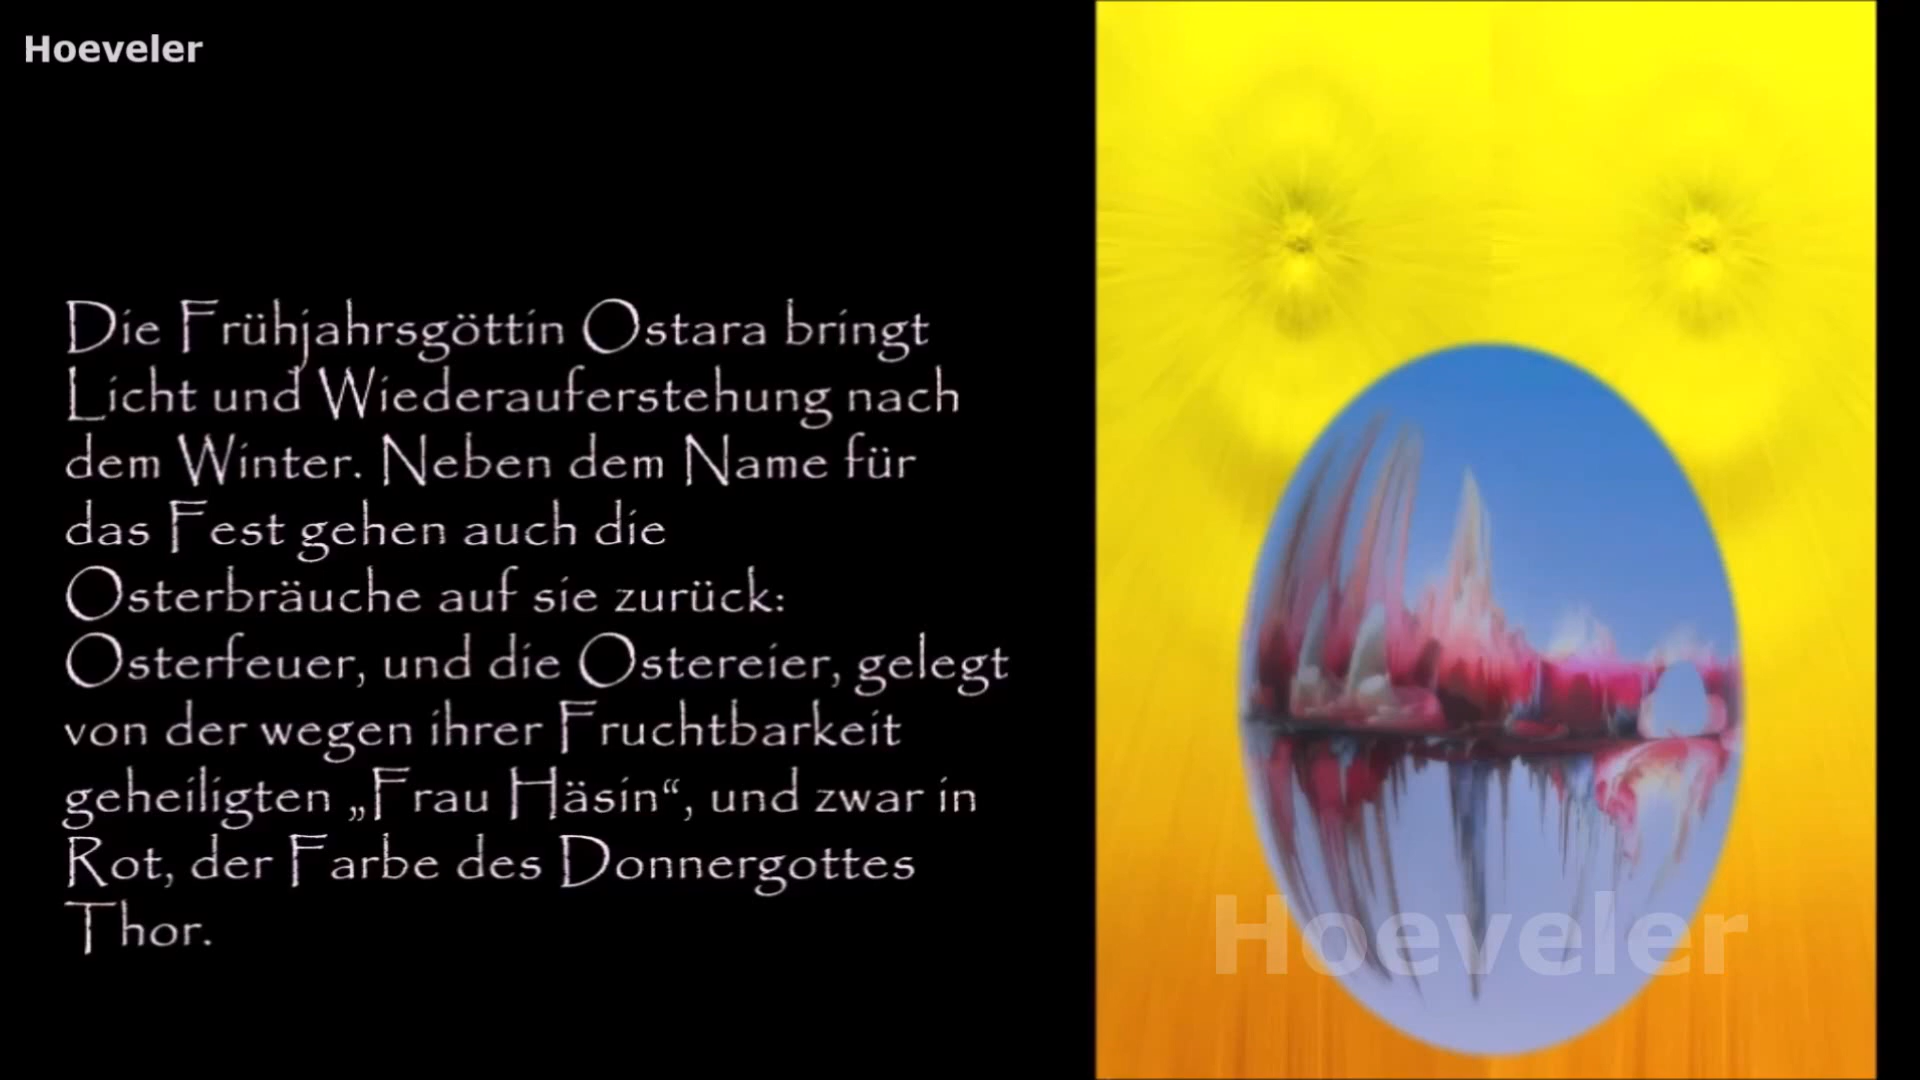 Hoeveler
Die Frühjahrsgöttin Ostara bringt
Licht und Wiederauferstehung nach
dem Winter. Neben dem Name für
das Fest gehen auch die
Osterbräuche auf sie zurück:
Osterfeuer, und die Ostereier, gelegt
von der wegen ihrer Fruchtbarkeit
geheiligten „Frau Häsin“, und zwar in
Rot, der Farbe des Donnergottes
Thor.
Hoeveler